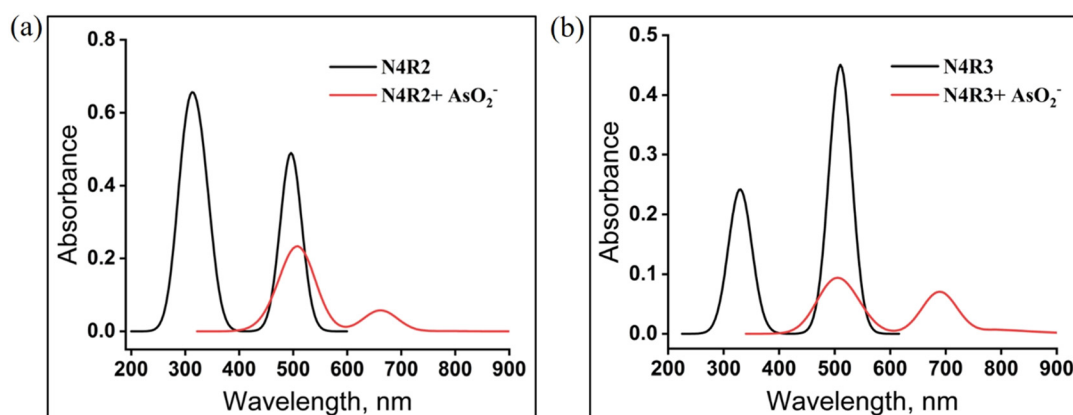 (a)
0.8
0.6
0.4
0.2
0.0
Absorbance
N4R2
N4R2+ AsO₂⁻
200 300 400 500 600 700 800 900
Wavelength, nm
(b)
0.5
0.4
0.3
0.2
0.1
0.0
Absorbance
N4R3
N4R3+ AsO₂⁻
200 300 400 500 600 700 800 900
Wavelength, nm